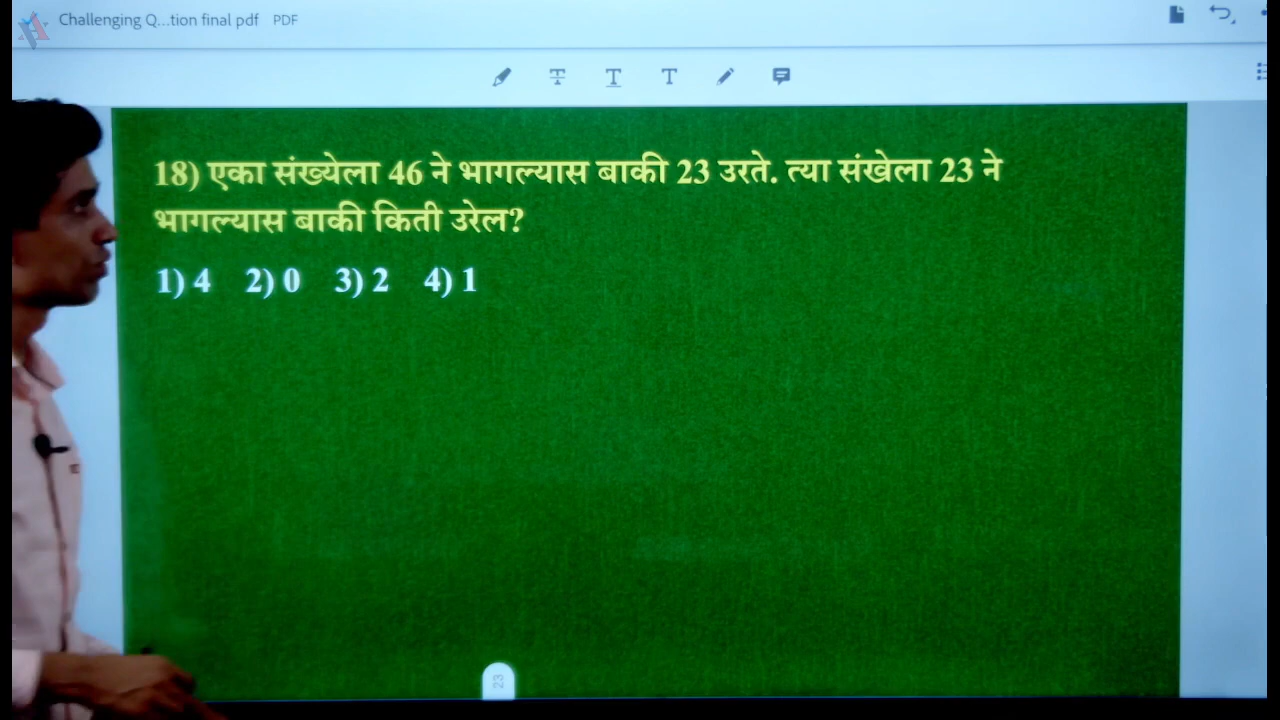 Challenging Q...tion final pdf PDF
18) एका संख्येला 46 ने भागल्यास बाकी 23 उरते. त्या संखेला 23 ने
भागल्यास बाकी किती उरेल?
1) 4 2) 0 3) 2 4) 1
23